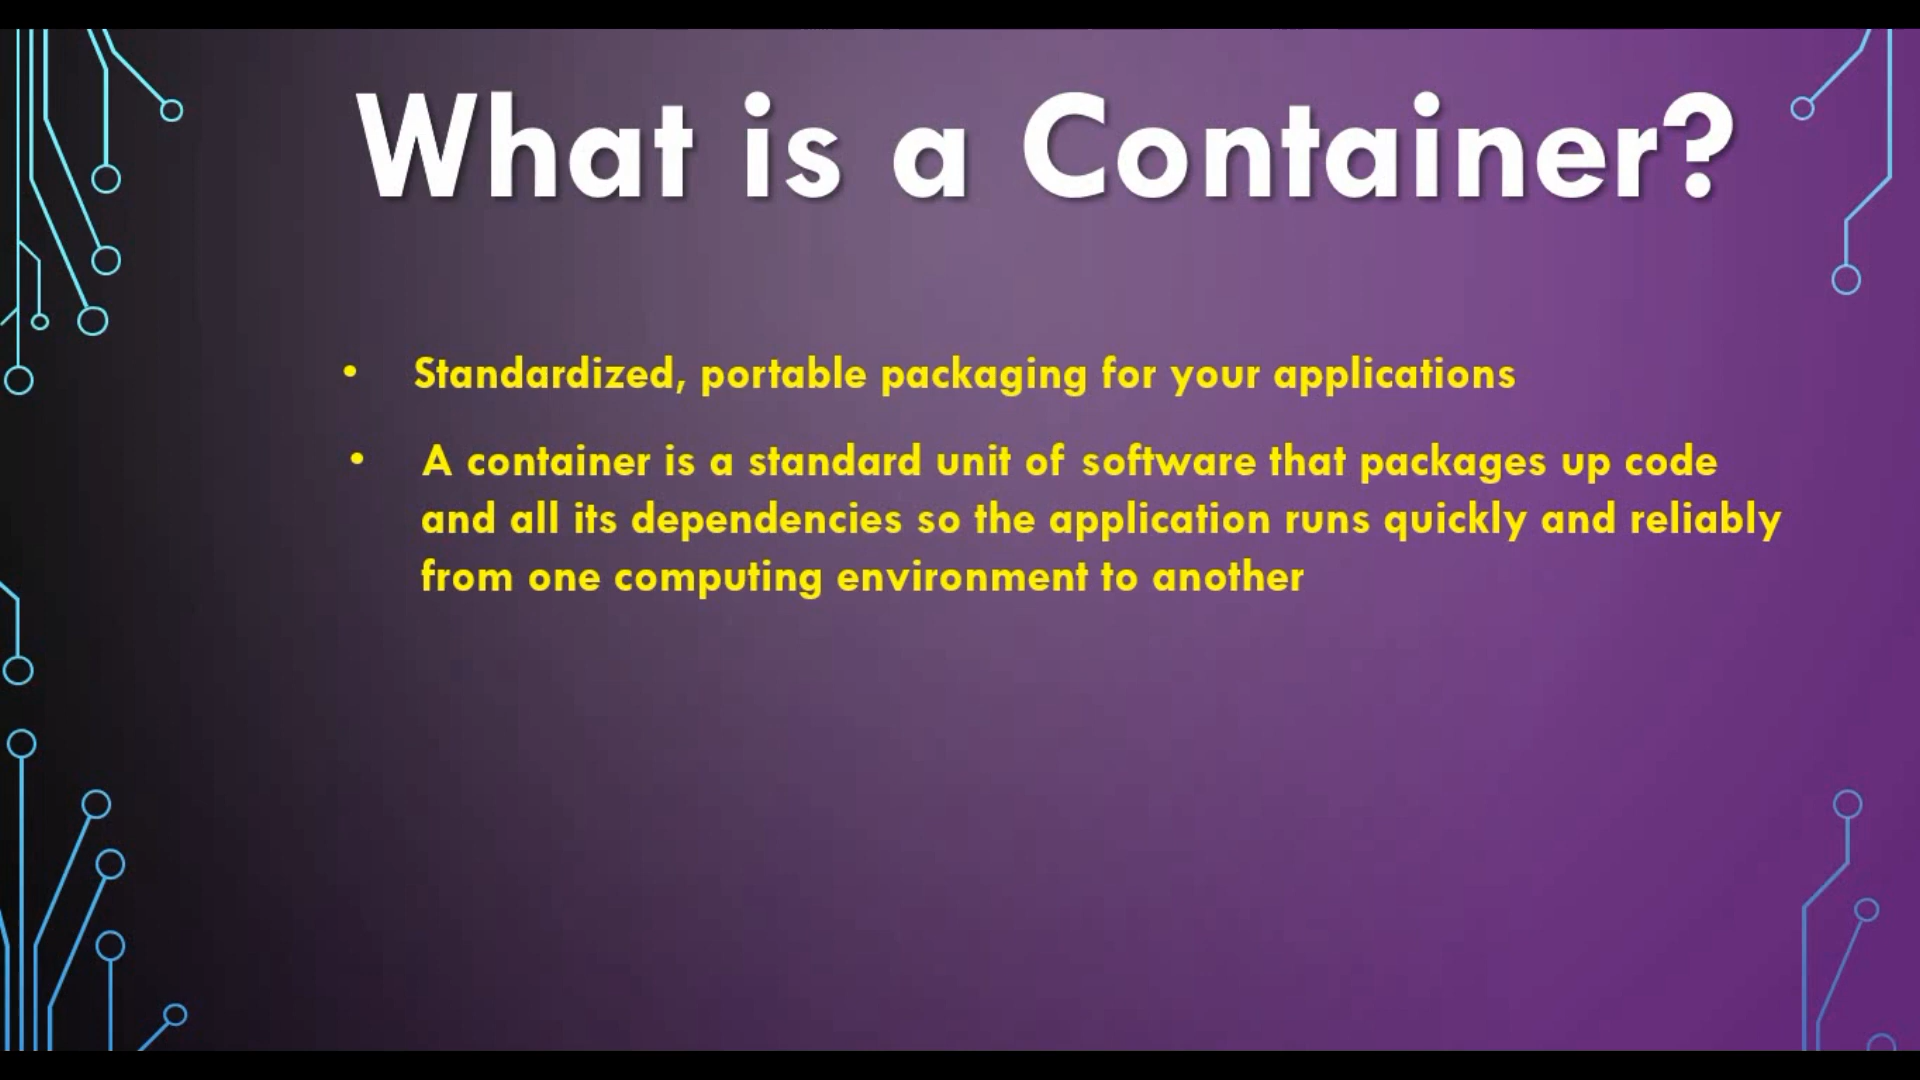 What is a Container?
• Standardized, portable packaging for your applications
• A container is a standard unit of software that packages up code
and all its dependencies so the application runs quickly and reliably
from one computing environment to another